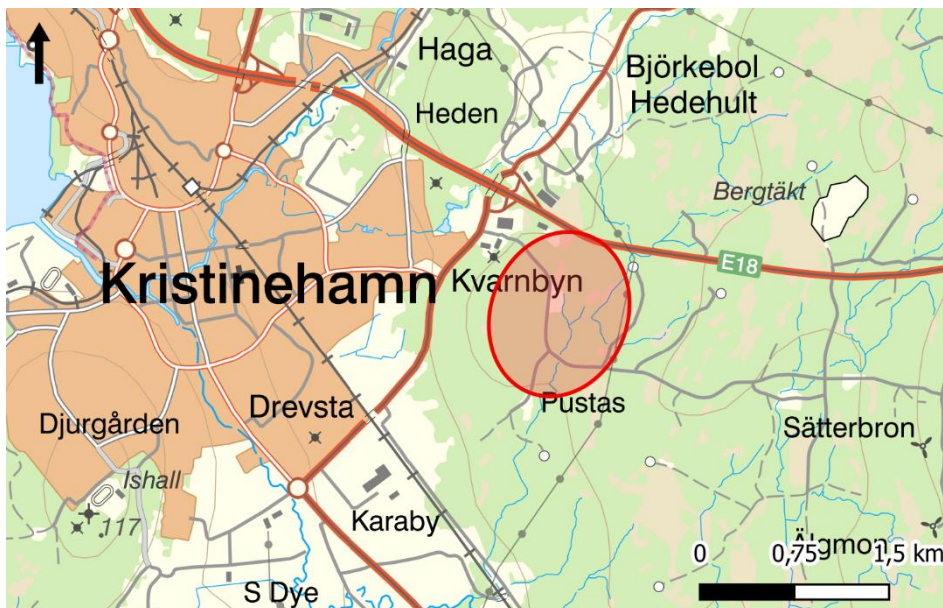 Haga
Björkebol
Hedehult
Heden
Bergtäkt
E18
Kristinehamn
Kvarnbyn
Pustas
Drevsta
Djurgården
Sätterbron
Ishall
.117
Karaby
Älgmon
0 0,75 1,5 km
S Dye